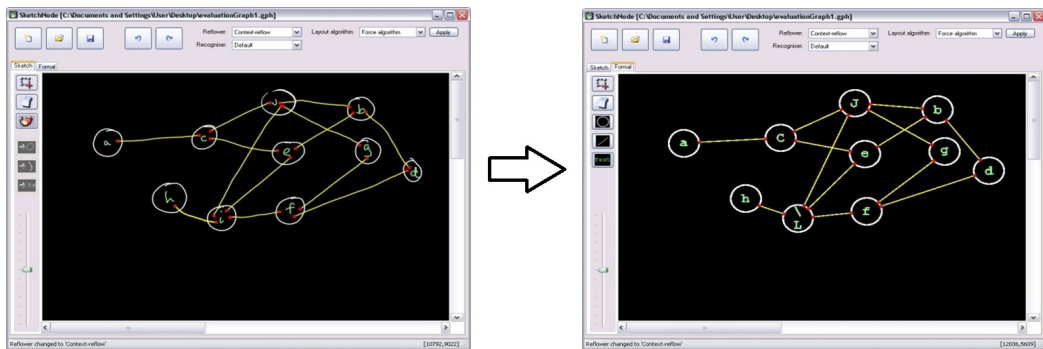 SketchNode [C:\Documents and Settings\User\Desktop\evaluationGraph1.gph]
Reflower: Context-reflow Layout algorithm: Force algorithm Apply
Recogniser: Default
Sketch Formal
J
b
a
c
e
g
d
h
i
f
Reflower changed to 'Context-reflow' [10792,9022]
SketchNode [C:\Documents and Settings\User\Desktop\evaluationGraph1.gph]
Reflower: Context-reflow Layout algorithm: Force algorithm Apply
Recogniser: Default
Sketch Formal
Text
J
b
a
C
e
g
d
h
\
L
f
Reflower changed to 'Context-reflow' [12036,5609]